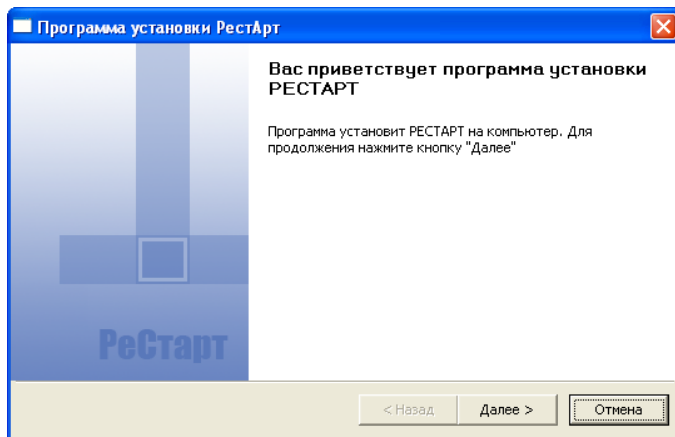 Программа установки РестАрт
Вас приветствует программа установки
РЕСТАРТ
Программа установит РЕСТАРТ на компьютер. Для
продолжения нажмите кнопку "Далее"
РеСтарт
< Назад Далее > Отмена